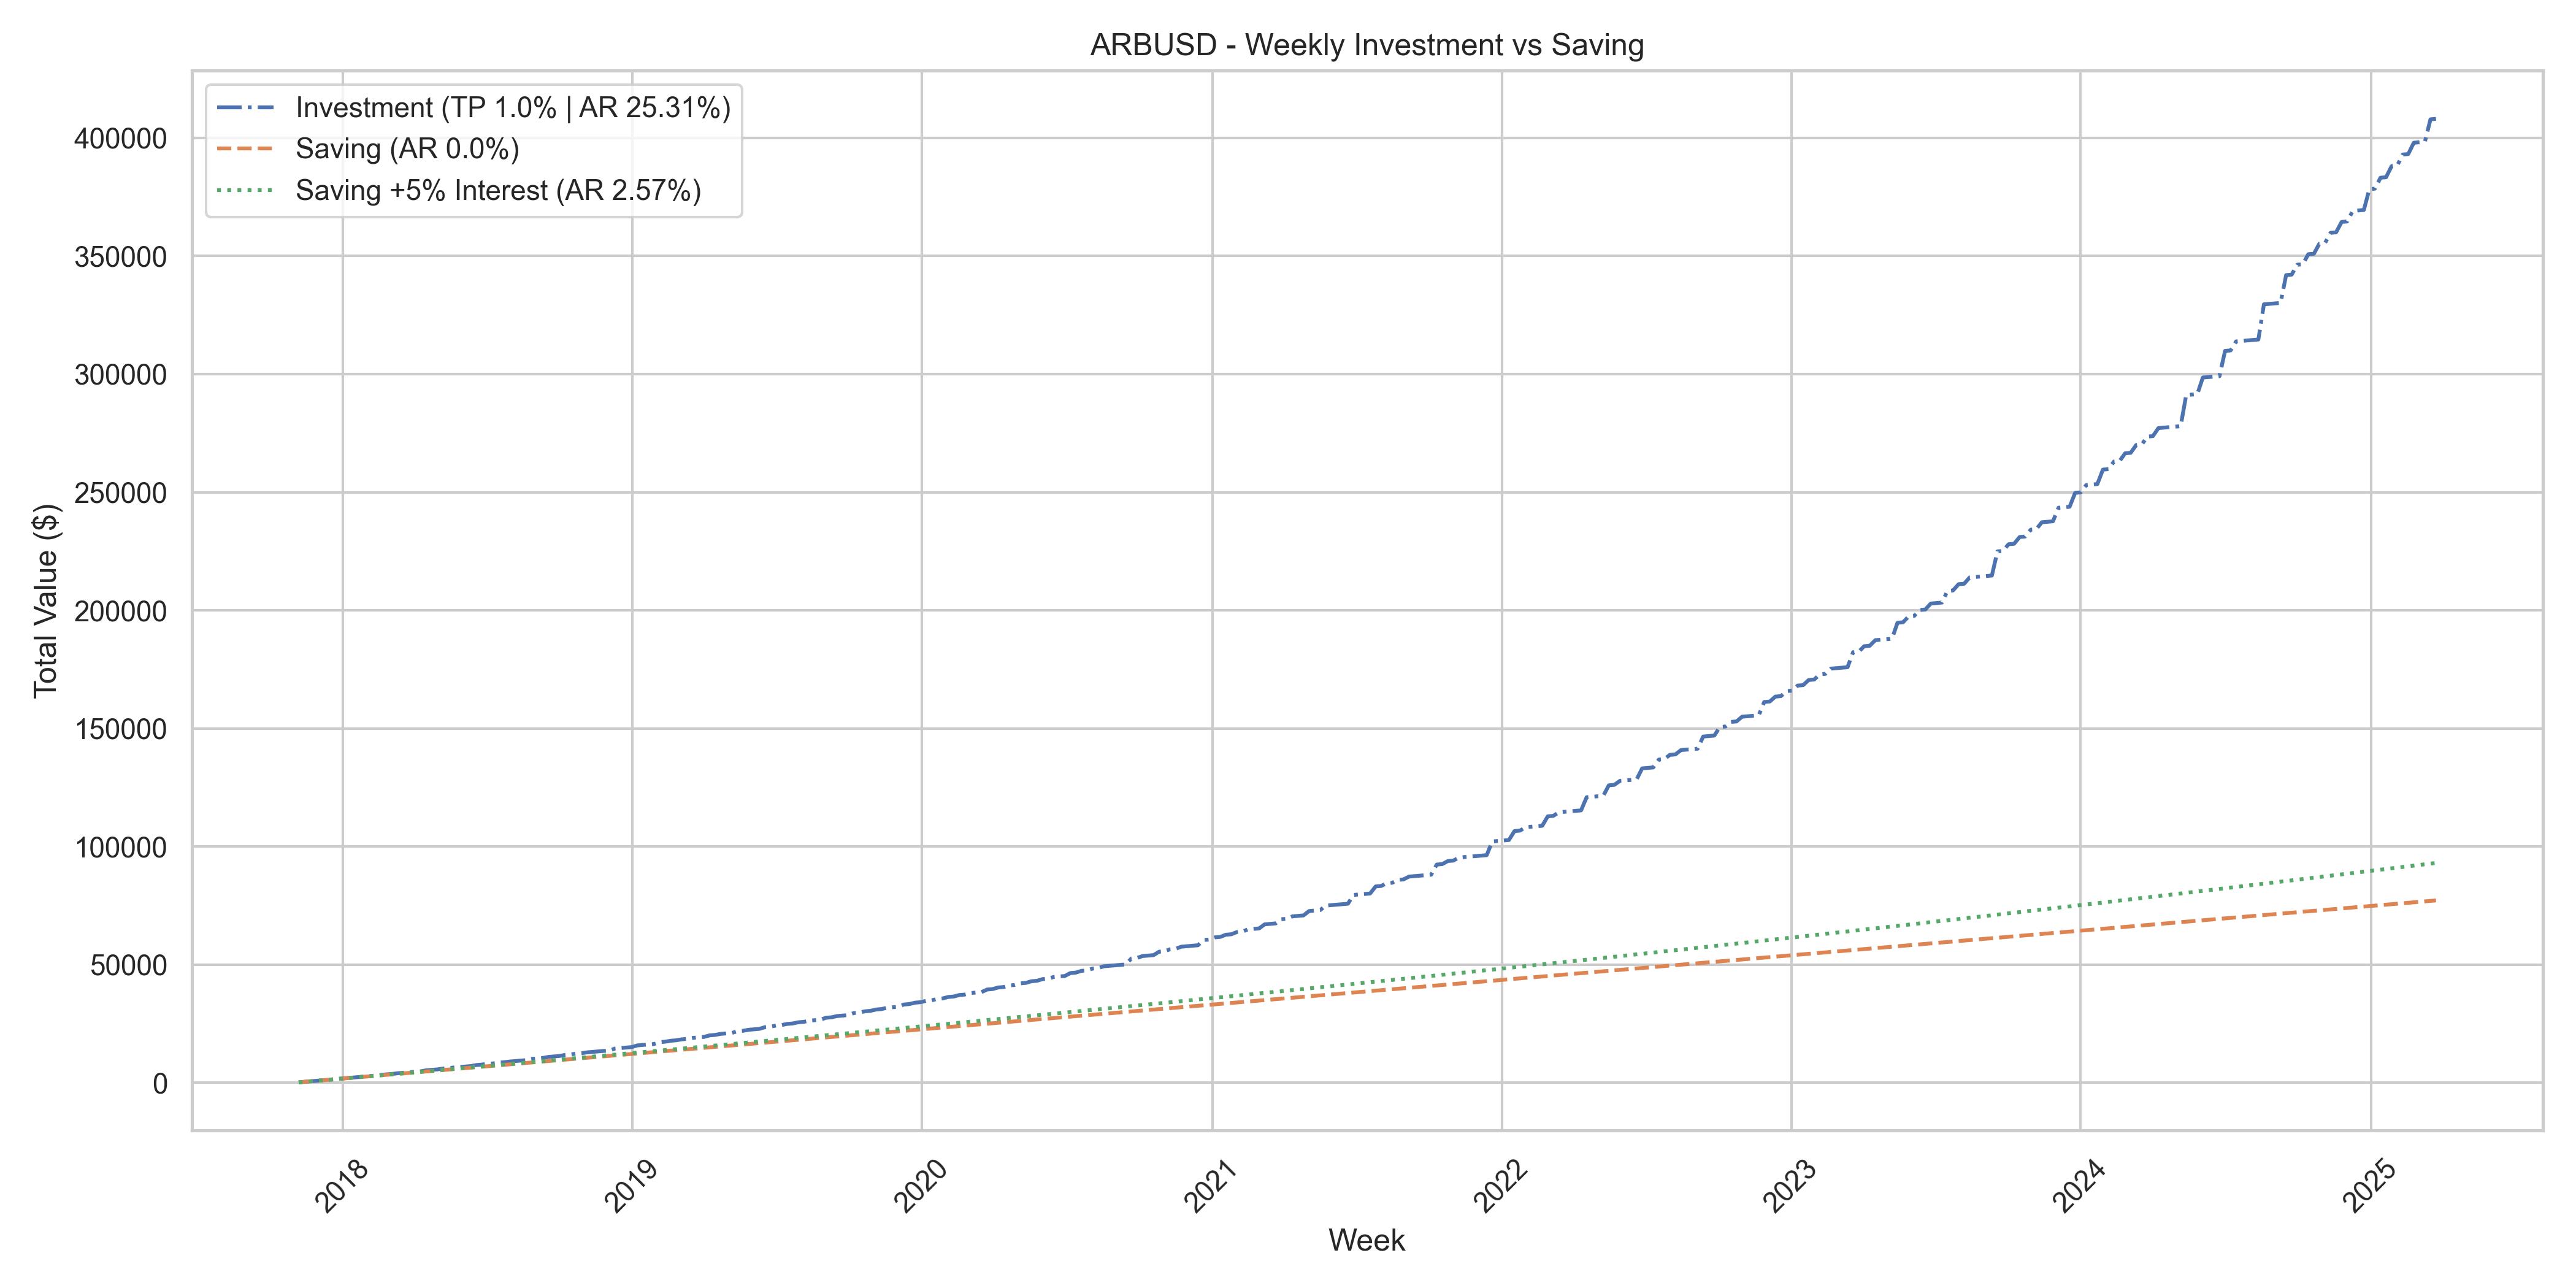 ARBUSD - Weekly Investment vs Saving
Investment (TP 1.0% | AR 25.31%)
Saving (AR 0.0%)
Saving +5% Interest (AR 2.57%)
400000
350000
300000
250000
200000
150000
100000
50000
0
Total Value ($)
2018
2019
2020
2021
2022
2023
2024
2025
Week